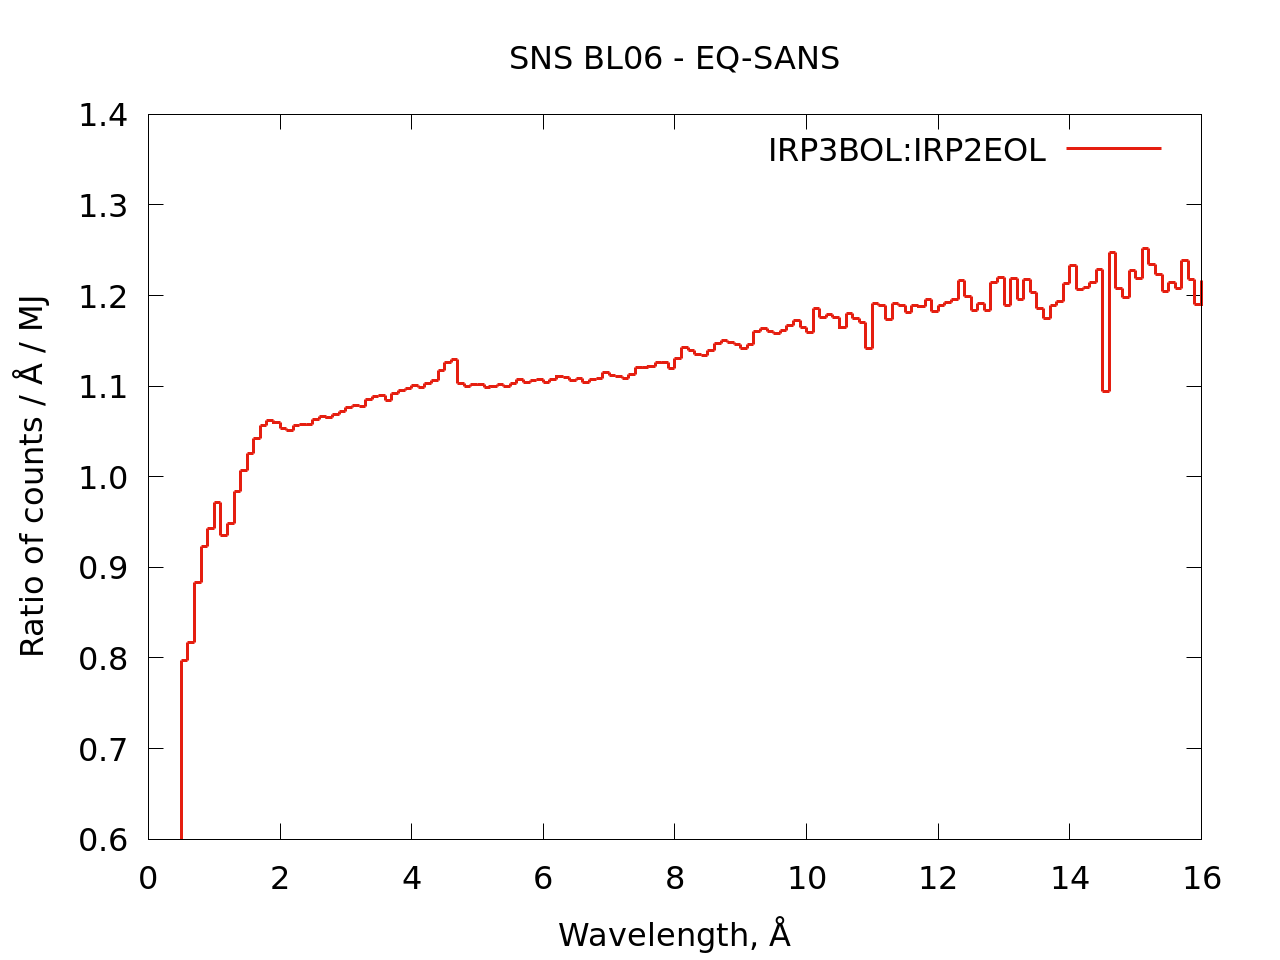 SNS BL06 - EQ-SANS
IRP3BOL:IRP2EOL
Ratio of counts / Å / MJ
1.4
1.3
1.2
1.1
1.0
0.9
0.8
0.7
0.6
0 2 4 6 8 10 12 14 16
Wavelength, Å